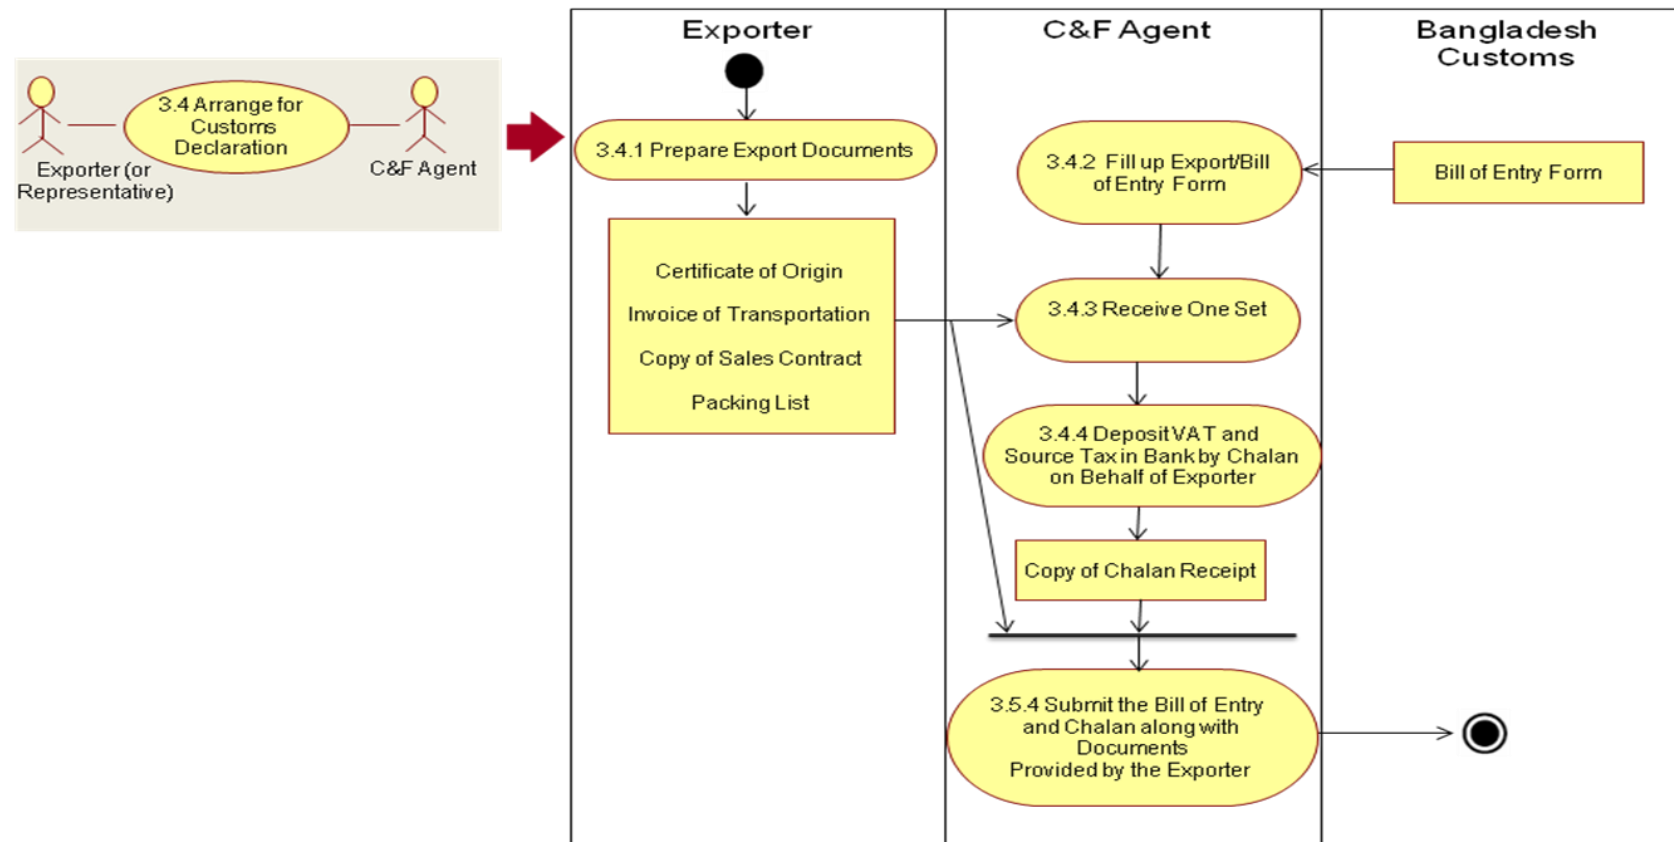 Exporter
C&F Agent
Bangladesh
Customs
3.4 Arrange for
Customs
Declaration
Exporter (or
Representative)
C&F Agent
3.4.1 Prepare Export Documents
Certificate of Origin
Invoice of Transportation
Copy of Sales Contract
Packing List
3.4.2 Fill up Export/Bill
of Entry Form
Bill of Entry Form
3.4.3 Receive One Set
3.4.4 Deposit VAT and
Source Tax in Bank by Chalan
on Behalf of Exporter
Copy of Chalan Receipt
3.5.4 Submit the Bill of Entry
and Chalan along with
Documents
Provided by the Exporter